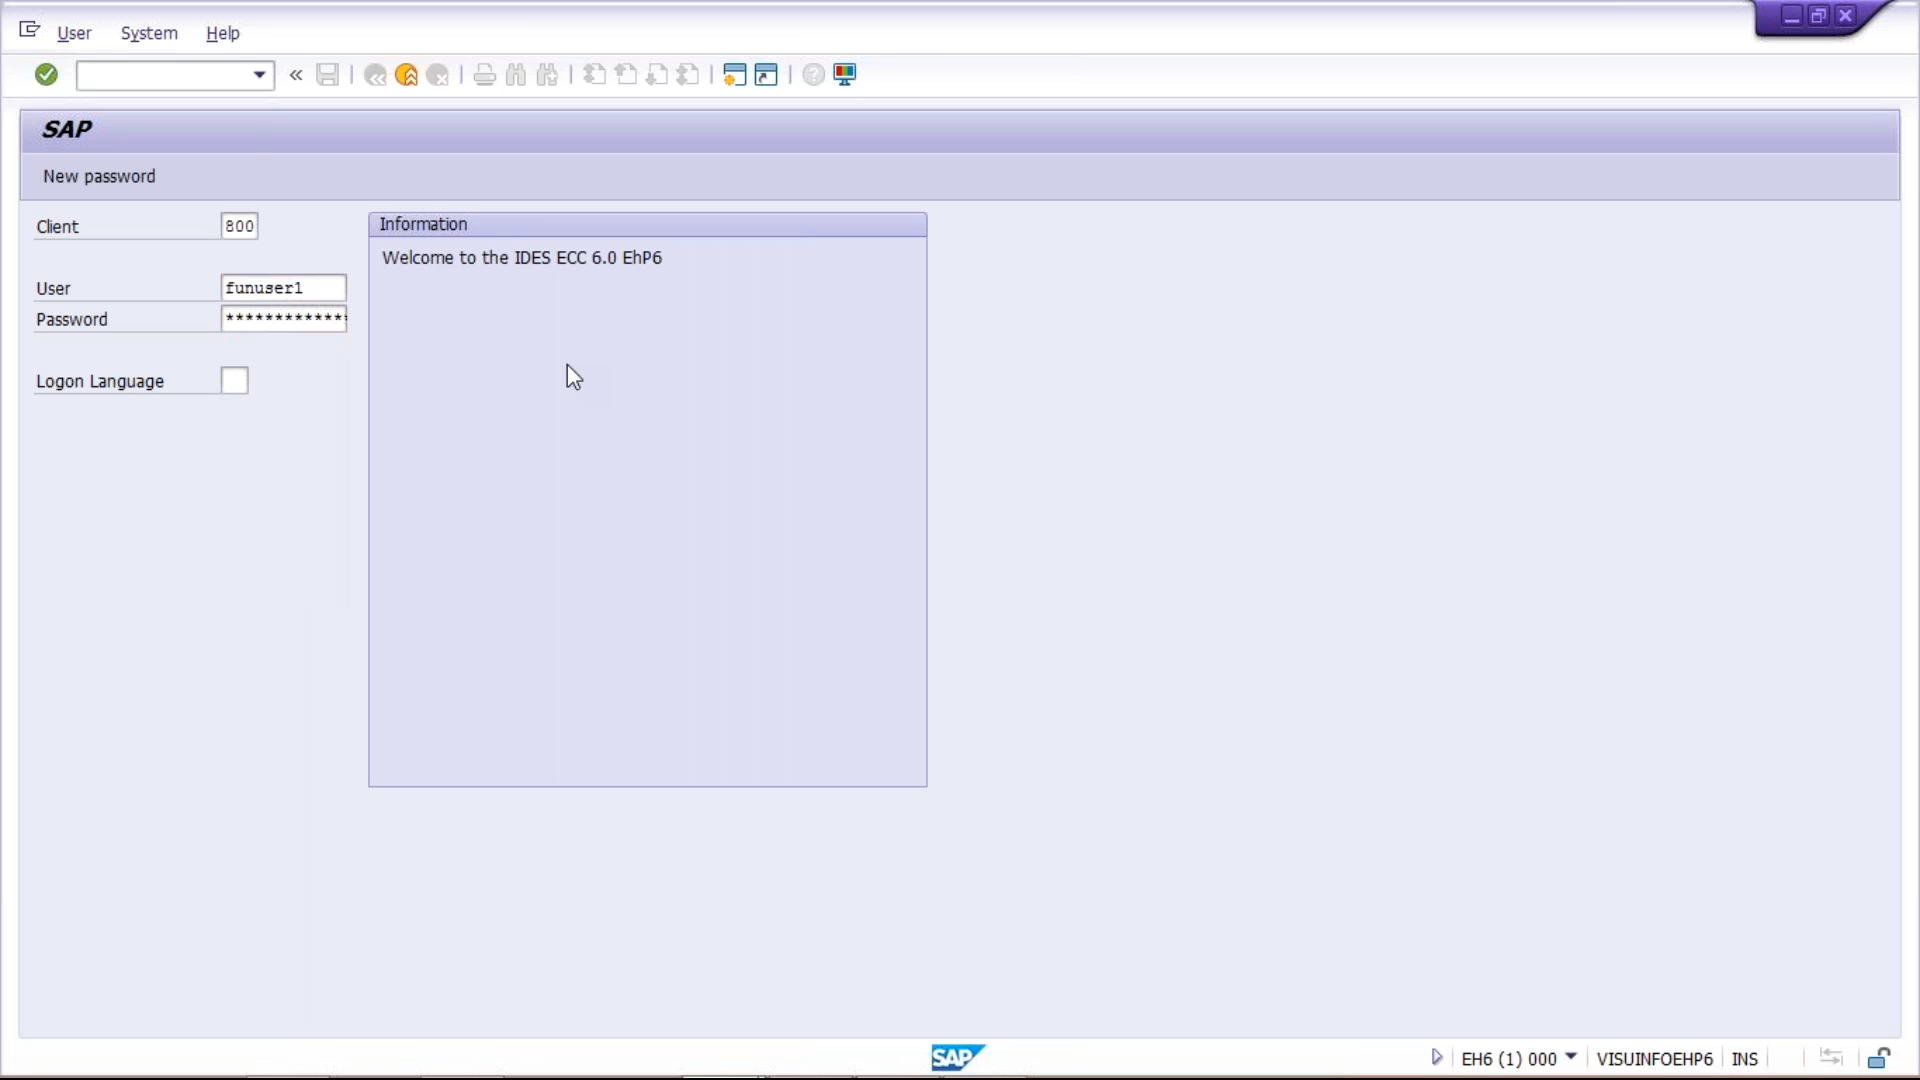 User System Help
SAP
New password
Client 800
Information
Welcome to the IDES ECC 6.0 EhP6
User funuser1
Password *************
Logon Language
SAP
EH6 (1) 000 VISUINFOEHP6 INS